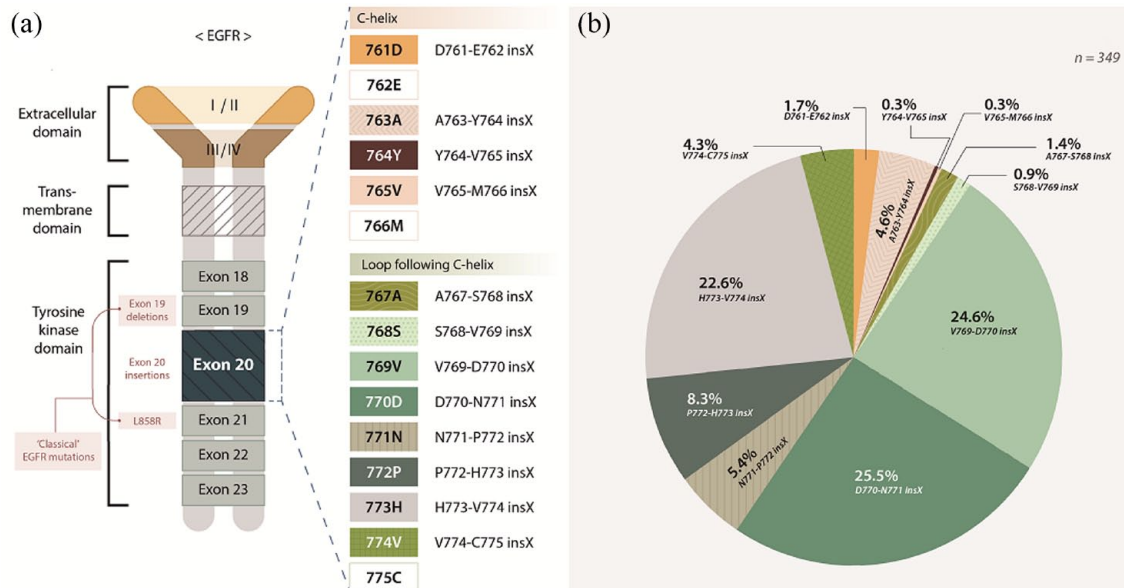 (a)
< EGFR >
Extracellular
domain
I / II
III/IV
Trans-
membrane
domain
Tyrosine
kinase
domain
Exon 18
Exon 19
Exon 20
Exon 21
Exon 22
Exon 23
Exon 19
deletions
Exon 20
insertions
L858R
'Classical'
EGFR mutations
C-helix
761D D761-E762 insX
762E
763A A763-Y764 insX
764Y Y764-V765 insX
765V V765-M766 insX
766M
Loop following C-helix
767A A767-S768 insX
768S S768-V769 insX
769V V769-D770 insX
770D D770-N771 insX
771N N771-P772 insX
772P P772-H773 insX
773H H773-V774 insX
774V V774-C775 insX
775C
(b)
n = 349
1.7%
D761-E762 insX
0.3%
Y764-V765 insX
0.3%
V765-M766 insX
1.4%
A767-S768 insX
0.9%
S768-V769 insX
4.3%
V774-C775 insX
4.6%
A763-Y764 insX
22.6%
H773-V774 insX
24.6%
V769-D770 insX
8.3%
P772-H773 insX
5.4%
N771-P772 insX
25.5%
D770-N771 insX